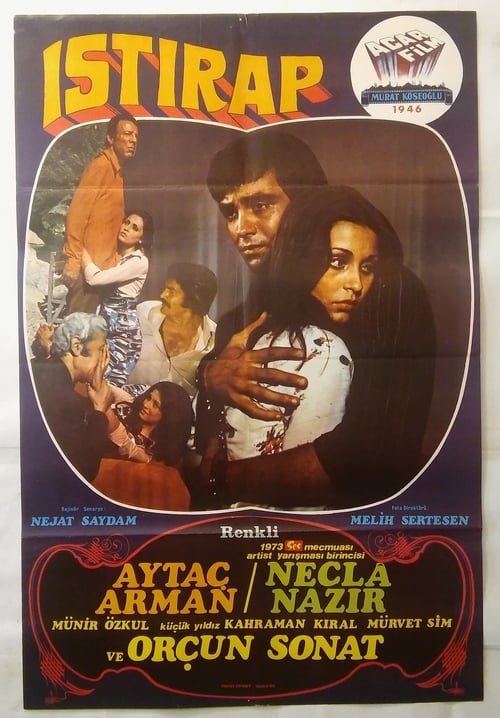 ISTIRAP
ACAR FİLM
MURAT KÖSEOĞLU
1946
Rejisör Senaryo:
NEJAT SAYDAM
Foto Direktörü:
MELİH SERTESEN
Renkli
1973 Ses mecmuası
artist yarışması birincisi
AYTAÇ ARMAN / NECLÂ NAZIR
MÜNİR ÖZKUL küçük yıldız KAHRAMAN KIRAL MÜRVET SİM
ve ORÇUN SONAT